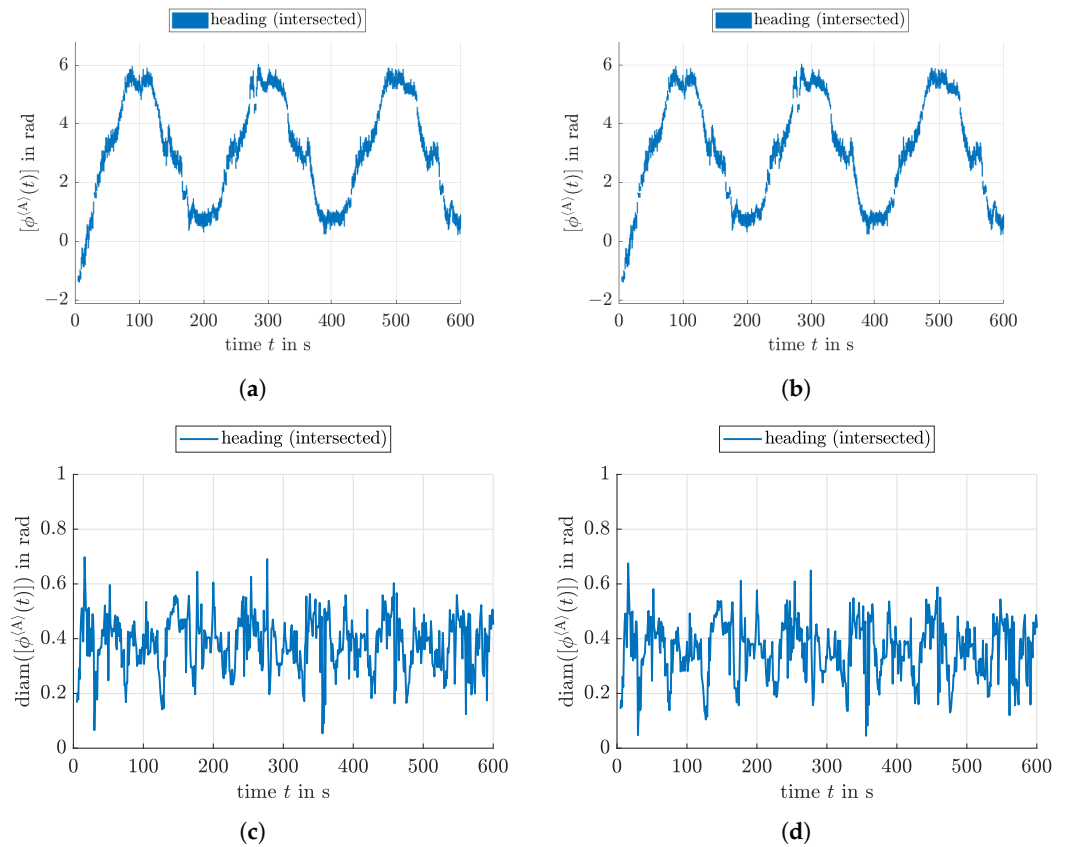 heading (intersected)
[ϕ⟨A⟩(t)] in rad
6
4
2
0
−2
0 100 200 300 400 500 600
time t in s
(a)
heading (intersected)
[ϕ⟨A⟩(t)] in rad
6
4
2
0
−2
0 100 200 300 400 500 600
time t in s
(b)
heading (intersected)
diam([ϕ⟨A⟩(t)]) in rad
1
0.8
0.6
0.4
0.2
0
0 100 200 300 400 500 600
time t in s
(c)
heading (intersected)
diam([ϕ⟨A⟩(t)]) in rad
1
0.8
0.6
0.4
0.2
0
0 100 200 300 400 500 600
time t in s
(d)